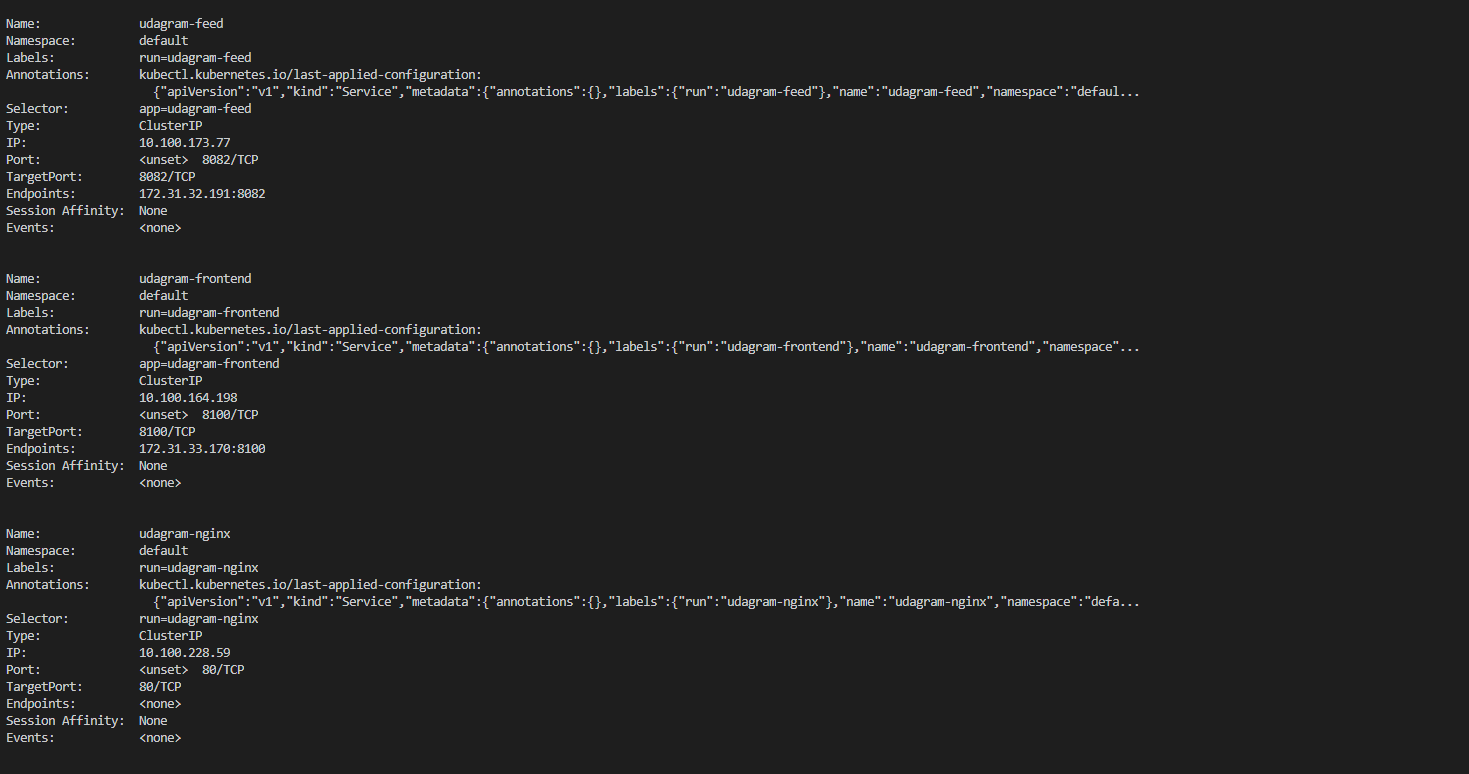 Name: udagram-feed
Namespace: default
Labels: run=udagram-feed
Annotations: kubectl.kubernetes.io/last-applied-configuration:
{"apiVersion":"v1","kind":"Service","metadata":{"annotations":{},"labels":{"run":"udagram-feed"},"name":"udagram-feed","namespace":"defaul...
Selector: app=udagram-feed
Type: ClusterIP
IP: 10.100.173.77
Port: <unset> 8082/TCP
TargetPort: 8082/TCP
Endpoints: 172.31.32.191:8082
Session Affinity: None
Events: <none>
Name: udagram-frontend
Namespace: default
Labels: run=udagram-frontend
Annotations: kubectl.kubernetes.io/last-applied-configuration:
{"apiVersion":"v1","kind":"Service","metadata":{"annotations":{},"labels":{"run":"udagram-frontend"},"name":"udagram-frontend","namespace"...
Selector: app=udagram-frontend
Type: ClusterIP
IP: 10.100.164.198
Port: <unset> 8100/TCP
TargetPort: 8100/TCP
Endpoints: 172.31.33.170:8100
Session Affinity: None
Events: <none>
Name: udagram-nginx
Namespace: default
Labels: run=udagram-nginx
Annotations: kubectl.kubernetes.io/last-applied-configuration:
{"apiVersion":"v1","kind":"Service","metadata":{"annotations":{},"labels":{"run":"udagram-nginx"},"name":"udagram-nginx","namespace":"defa...
Selector: run=udagram-nginx
Type: ClusterIP
IP: 10.100.228.59
Port: <unset> 80/TCP
TargetPort: 80/TCP
Endpoints: <none>
Session Affinity: None
Events: <none>